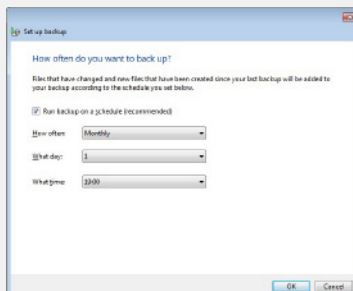 Set up backup
How often do you want to back up?
Files that have changed and new files that have been created since your last backup will be added to
your backup according to the schedule you set below.
Run backup on a schedule (recommended)
How often: Monthly
What day: 1
What time: 19:00
OK Cancel